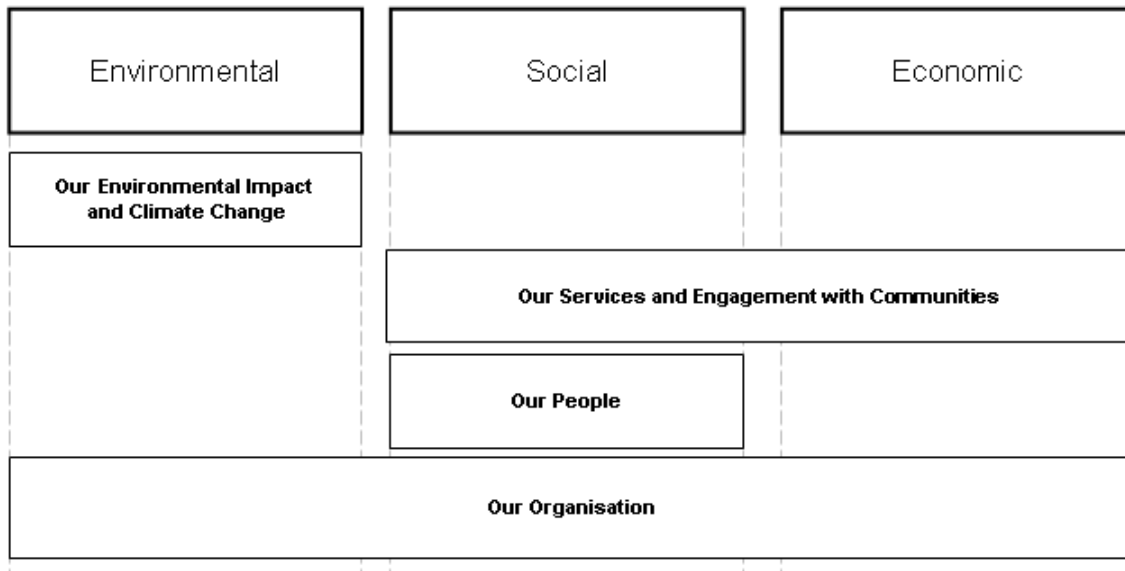 Environmental
Social
Economic
Our Environmental Impact
and Climate Change
Our Services and Engagement with Communities
Our People
Our Organisation